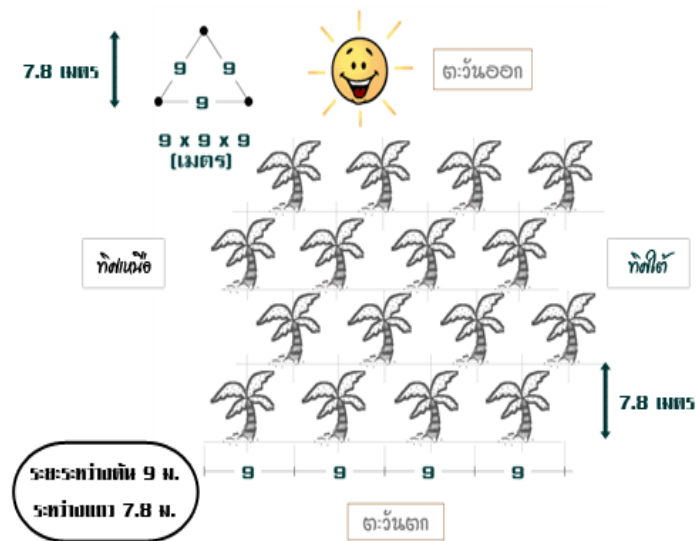 7.8 เมตร
9 9
9
9 x 9 x 9
(เมตร)
ตะวันออก
ทิศเหนือ
ทิศใต้
7.8 เมตร
9 9 9 9
ระยะระหว่างต้น 9 ม.
ระหว่างแถว 7.8 ม.
ตะวันตก